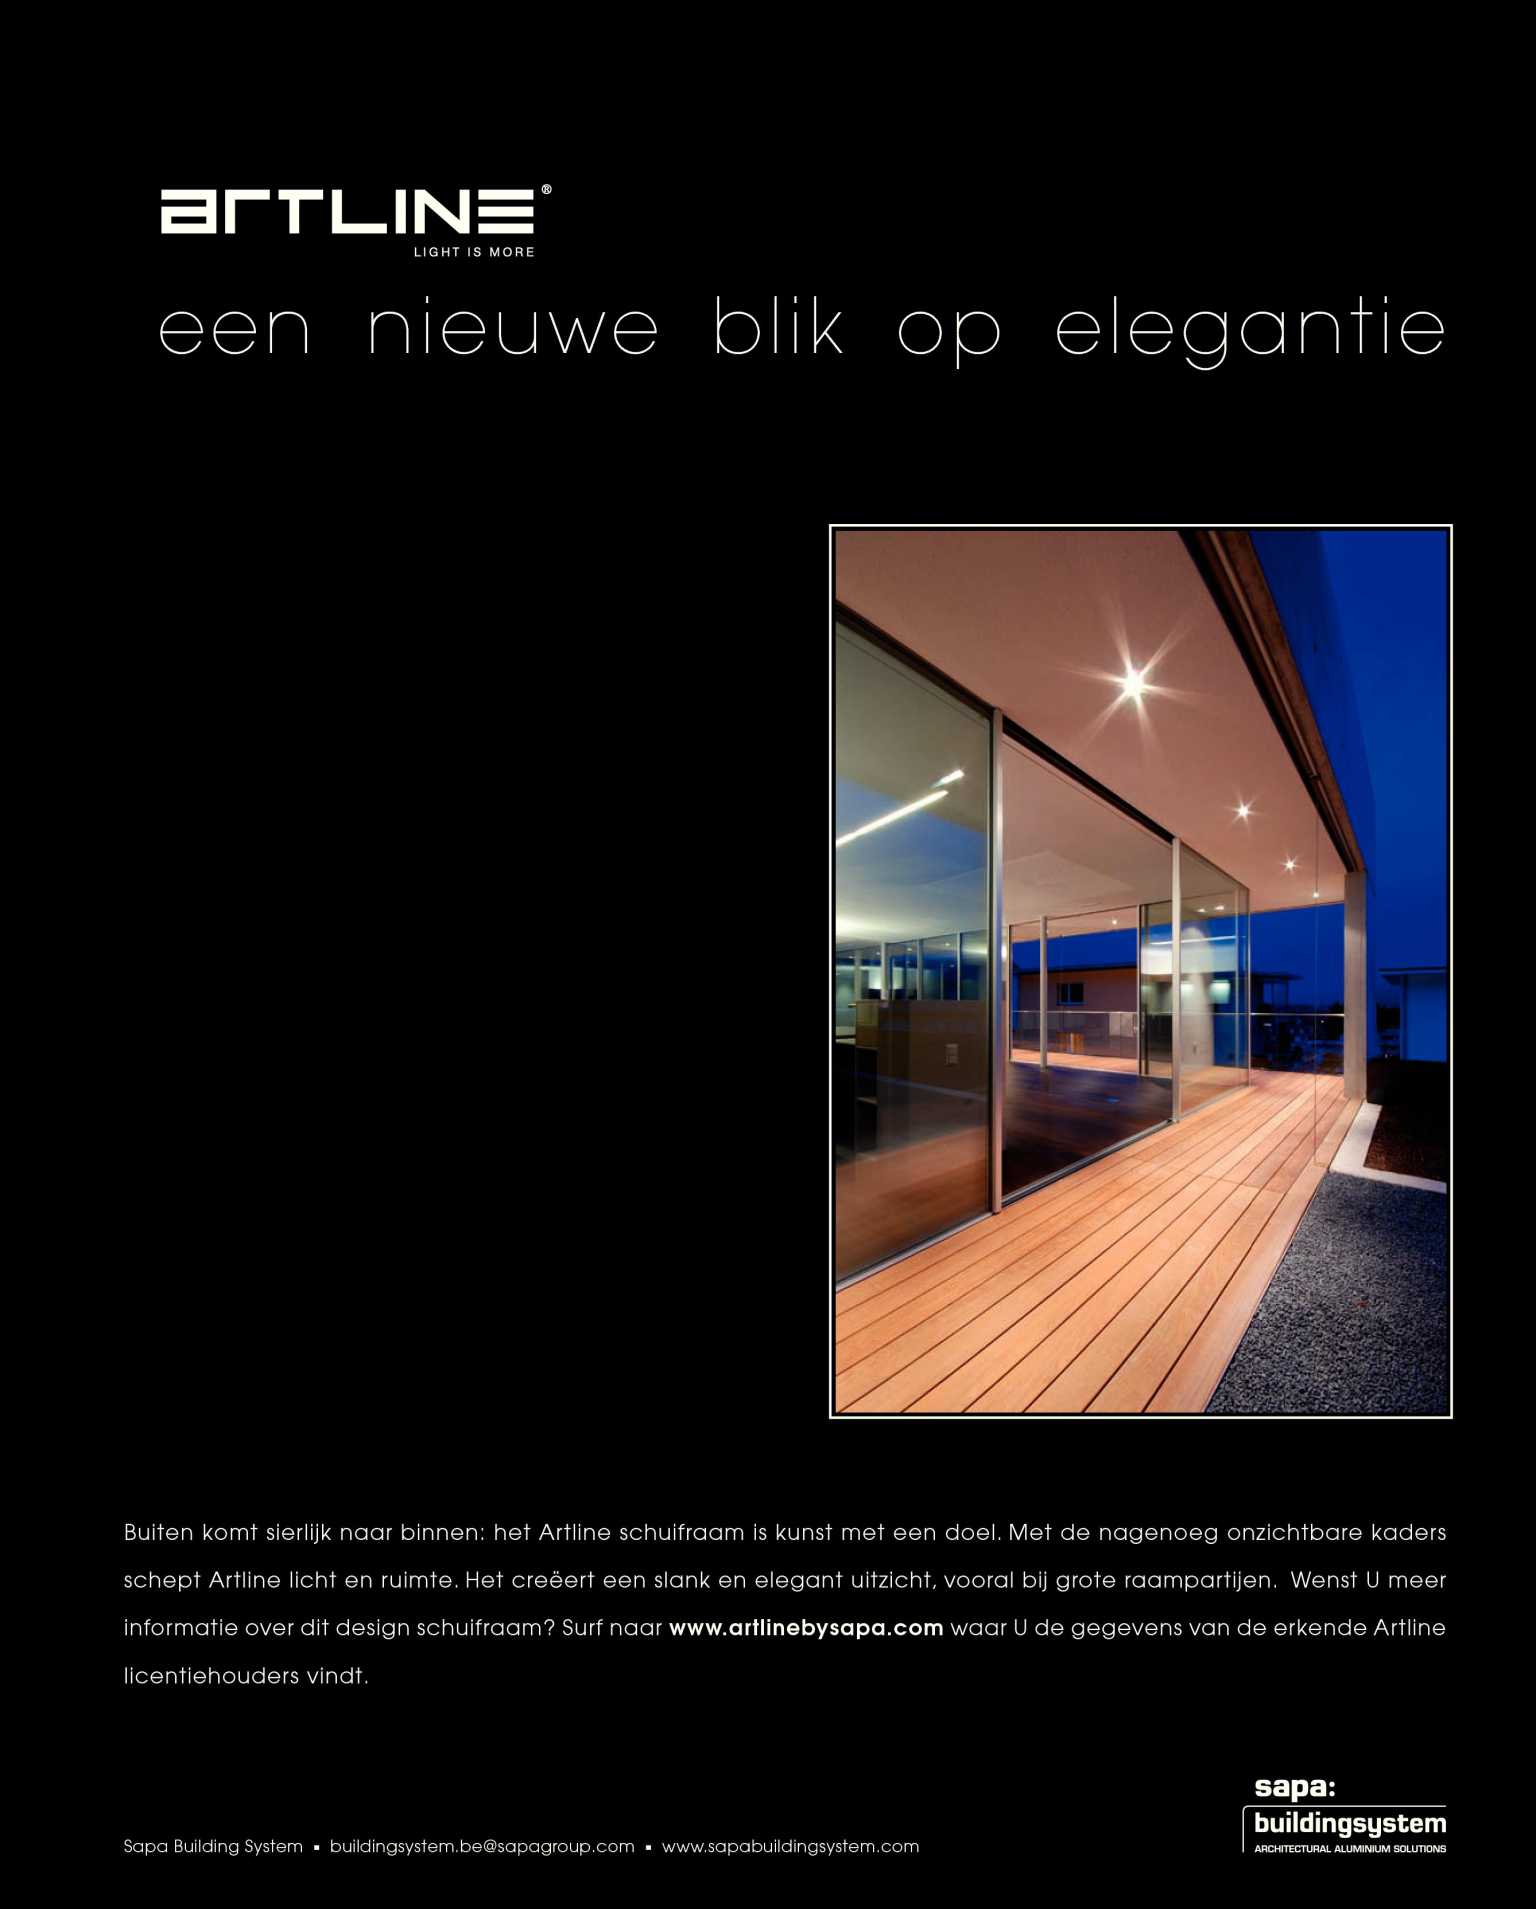 artLINE®
LIGHT IS MORE
een nieuwe blik op elegantie
Buiten komt sierlijk naar binnen: het Artline schuifraam is kunst met een doel. Met de nagenoeg onzichtbare kaders
schept Artline licht en ruimte. Het creëert een slank en elegant uitzicht, vooral bij grote raampartijen. Wenst U meer
informatie over dit design schuifraam? Surf naar www.artlinebysapa.com waar U de gegevens van de erkende Artline
licentiehouders vindt.
sapa:
buildingsystem
ARCHITECTURAL ALUMINIUM SOLUTIONS
Sapa Building System ▪ buildingsystem.be@sapagroup.com ▪ www.sapabuildingsystem.com